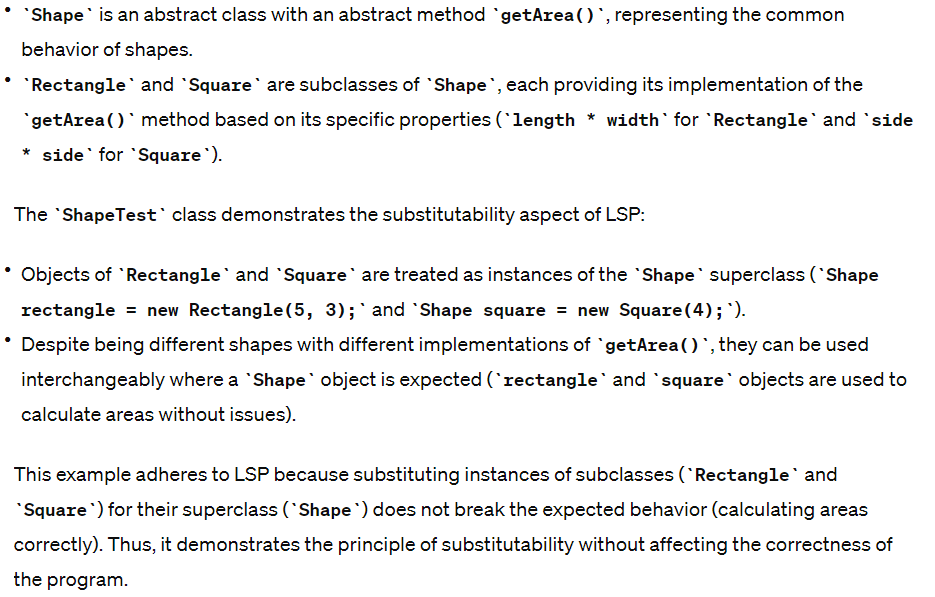 • `Shape` is an abstract class with an abstract method `getArea()`, representing the common
behavior of shapes.
• `Rectangle` and `Square` are subclasses of `Shape`, each providing its implementation of the
`getArea()` method based on its specific properties (`length * width` for `Rectangle` and `side
* side` for `Square`).
The `ShapeTest` class demonstrates the substitutability aspect of LSP:
• Objects of `Rectangle` and `Square` are treated as instances of the `Shape` superclass (`Shape
rectangle = new Rectangle(5, 3);` and `Shape square = new Square(4);`).
• Despite being different shapes with different implementations of `getArea()`, they can be used
interchangeably where a `Shape` object is expected (`rectangle` and `square` objects are used to
calculate areas without issues).
This example adheres to LSP because substituting instances of subclasses (`Rectangle` and
`Square`) for their superclass (`Shape`) does not break the expected behavior (calculating areas
correctly). Thus, it demonstrates the principle of substitutability without affecting the correctness of
the program.